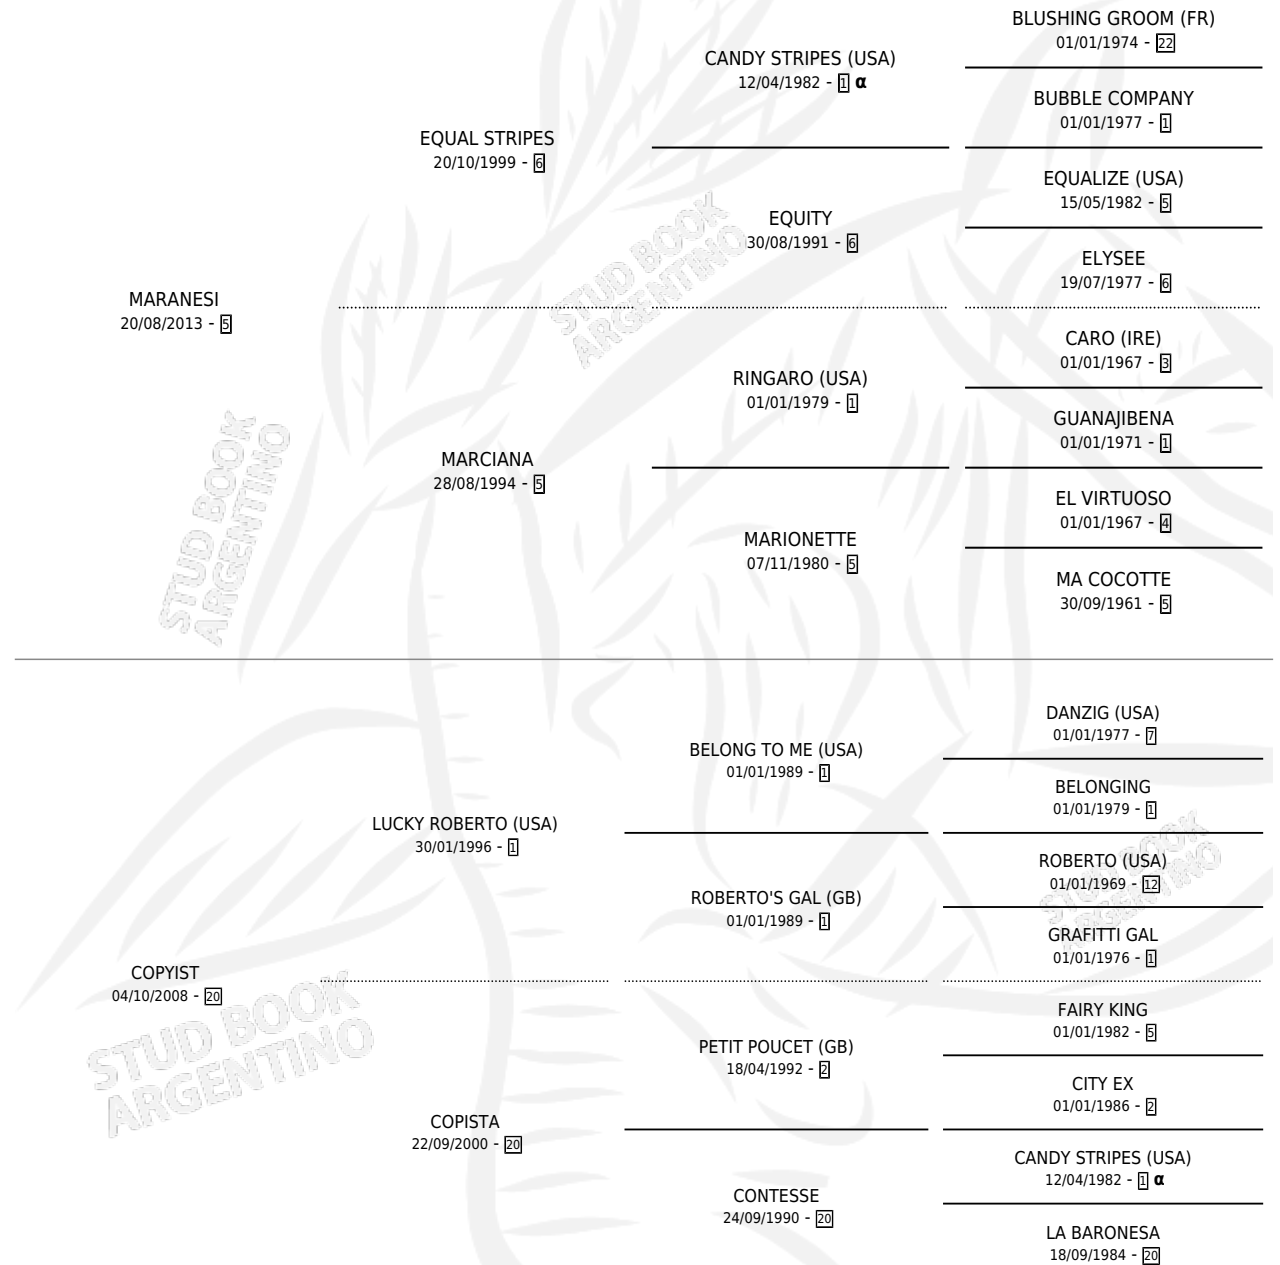 BLUSHING GROOM (FR)
01/01/1974 - 22
CANDY STRIPES (USA)
12/04/1982 - 1 α
BUBBLE COMPANY
01/01/1977 - 1
EQUAL STRIPES
20/10/1999 - 6
EQUALIZE (USA)
15/05/1982 - 5
EQUITY
30/08/1991 - 6
ELYSEE
19/07/1977 - 6
MARANESI
20/08/2013 - 5
CARO (IRE)
01/01/1967 - 3
RINGARO (USA)
01/01/1979 - 1
GUANAJIBENA
01/01/1971 - 1
MARCIANA
28/08/1994 - 5
EL VIRTUOSO
01/01/1967 - 4
MARIONETTE
07/11/1980 - 5
MA COCOTTE
30/09/1961 - 5
DANZIG (USA)
01/01/1977 - 7
BELONG TO ME (USA)
01/01/1989 - 1
BELONGING
01/01/1979 - 1
LUCKY ROBERTO (USA)
30/01/1996 - 1
ROBERTO (USA)
01/01/1969 - 12
ROBERTO'S GAL (GB)
01/01/1989 - 1
GRAFITTI GAL
01/01/1976 - 1
COPYIST
04/10/2008 - 20
FAIRY KING
01/01/1982 - 5
PETIT POUCET (GB)
18/04/1992 - 2
CITY EX
01/01/1986 - 2
COPISTA
22/09/2000 - 20
CANDY STRIPES (USA)
12/04/1982 - 1 α
CONTESSE
24/09/1990 - 20
LA BARONESA
18/09/1984 - 20
STUD BOOK
ARGENTINO
STUD BOOK
ARGENTINO
STUD BOOK
ARGENTINO
STUD BOOK
ARGENTINO